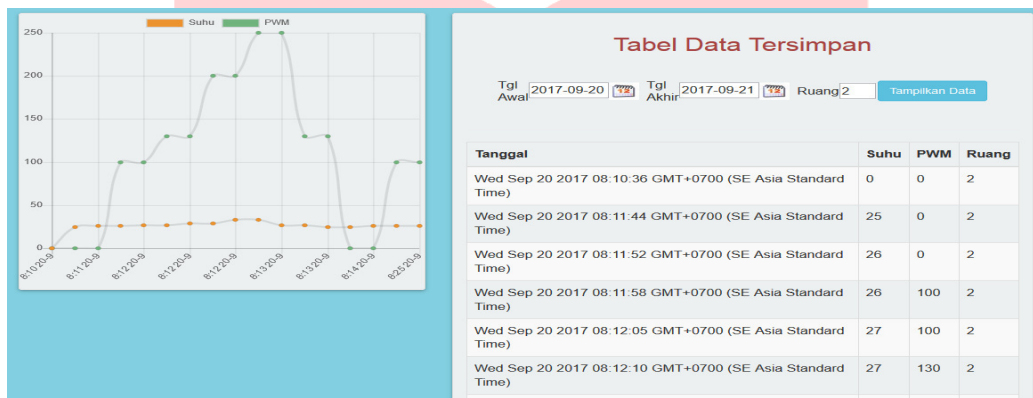 Suhu PWM
250
200
150
100
50
0
8:10 20-9
8:11 20-9
8:11 20-9
8:12 20-9
8:12 20-9
8:12 20-9
8:13 20-9
8:13 20-9
8:14 20-9
8:25 20-9
Tabel Data Tersimpan
Tgl Awal 2017-09-20 Tgl Akhir 2017-09-21 Ruang 2 Tampilkan Data
Tanggal Suhu PWM Ruang
Wed Sep 20 2017 08:10:36 GMT+0700 (SE Asia Standard 0 0 2
Time)
Wed Sep 20 2017 08:11:44 GMT+0700 (SE Asia Standard 25 0 2
Time)
Wed Sep 20 2017 08:11:52 GMT+0700 (SE Asia Standard 26 0 2
Time)
Wed Sep 20 2017 08:11:58 GMT+0700 (SE Asia Standard 26 100 2
Time)
Wed Sep 20 2017 08:12:05 GMT+0700 (SE Asia Standard 27 100 2
Time)
Wed Sep 20 2017 08:12:10 GMT+0700 (SE Asia Standard 27 130 2
Time)